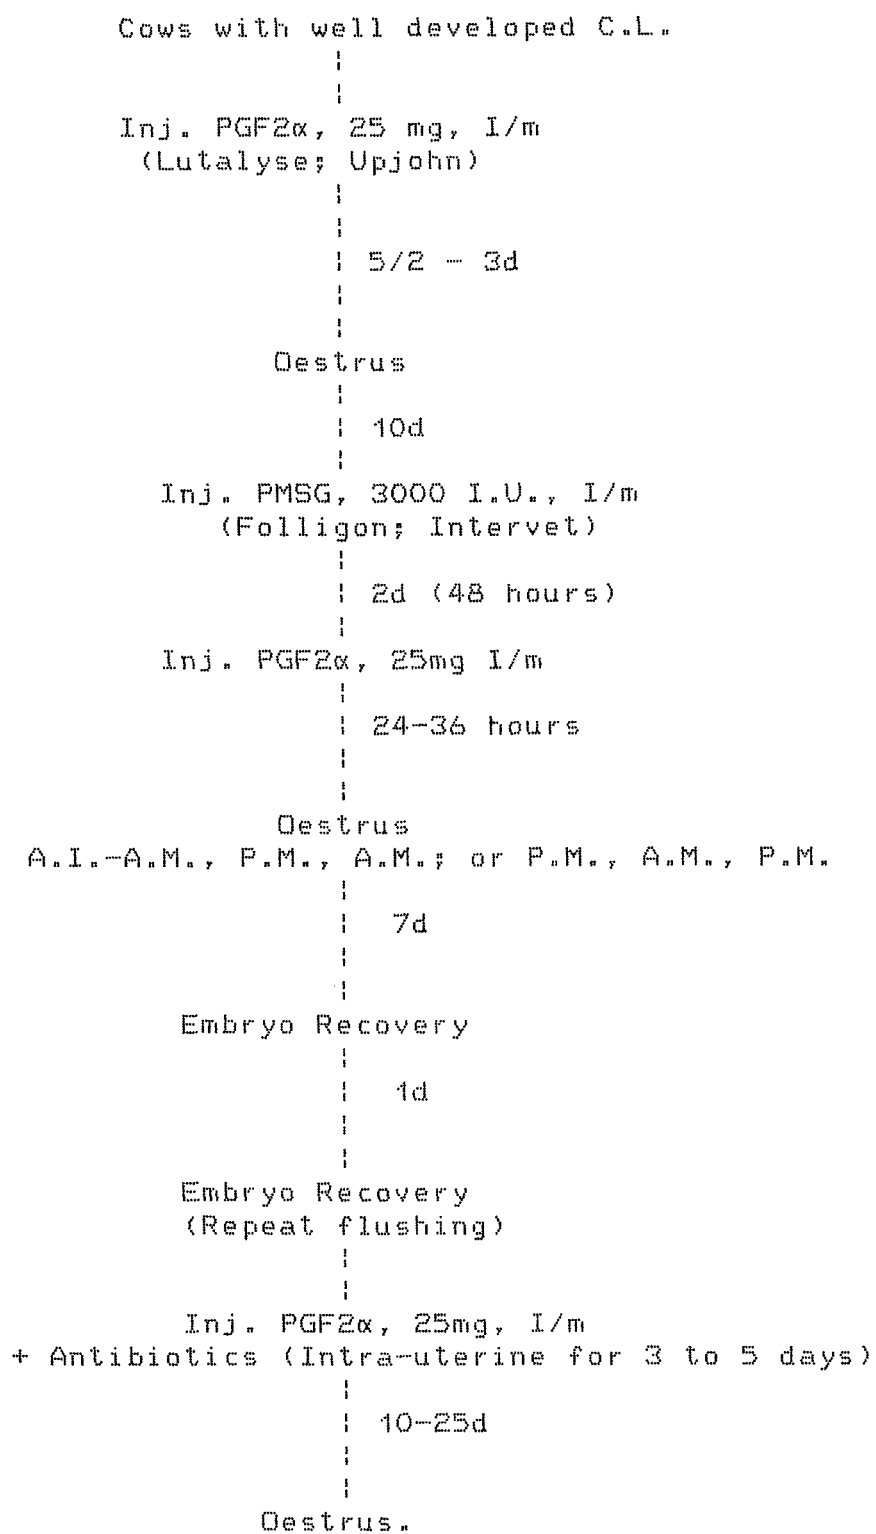 Cows with well developed C.L.
Inj. PGF2α, 25 mg, I/m
(Lutalyse; Upjohn)
5/2 - 3d
Oestrus
10d
Inj. PMSG, 3000 I.U., I/m
(Folligon; Intervet)
2d (48 hours)
Inj. PGF2α, 25mg I/m
24-36 hours
Oestrus
A.I.-A.M., P.M., A.M.; or P.M., A.M., P.M.
7d
Embryo Recovery
1d
Embryo Recovery
(Repeat flushing)
Inj. PGF2α, 25mg, I/m
+ Antibiotics (Intra-uterine for 3 to 5 days)
10-25d
Oestrus.